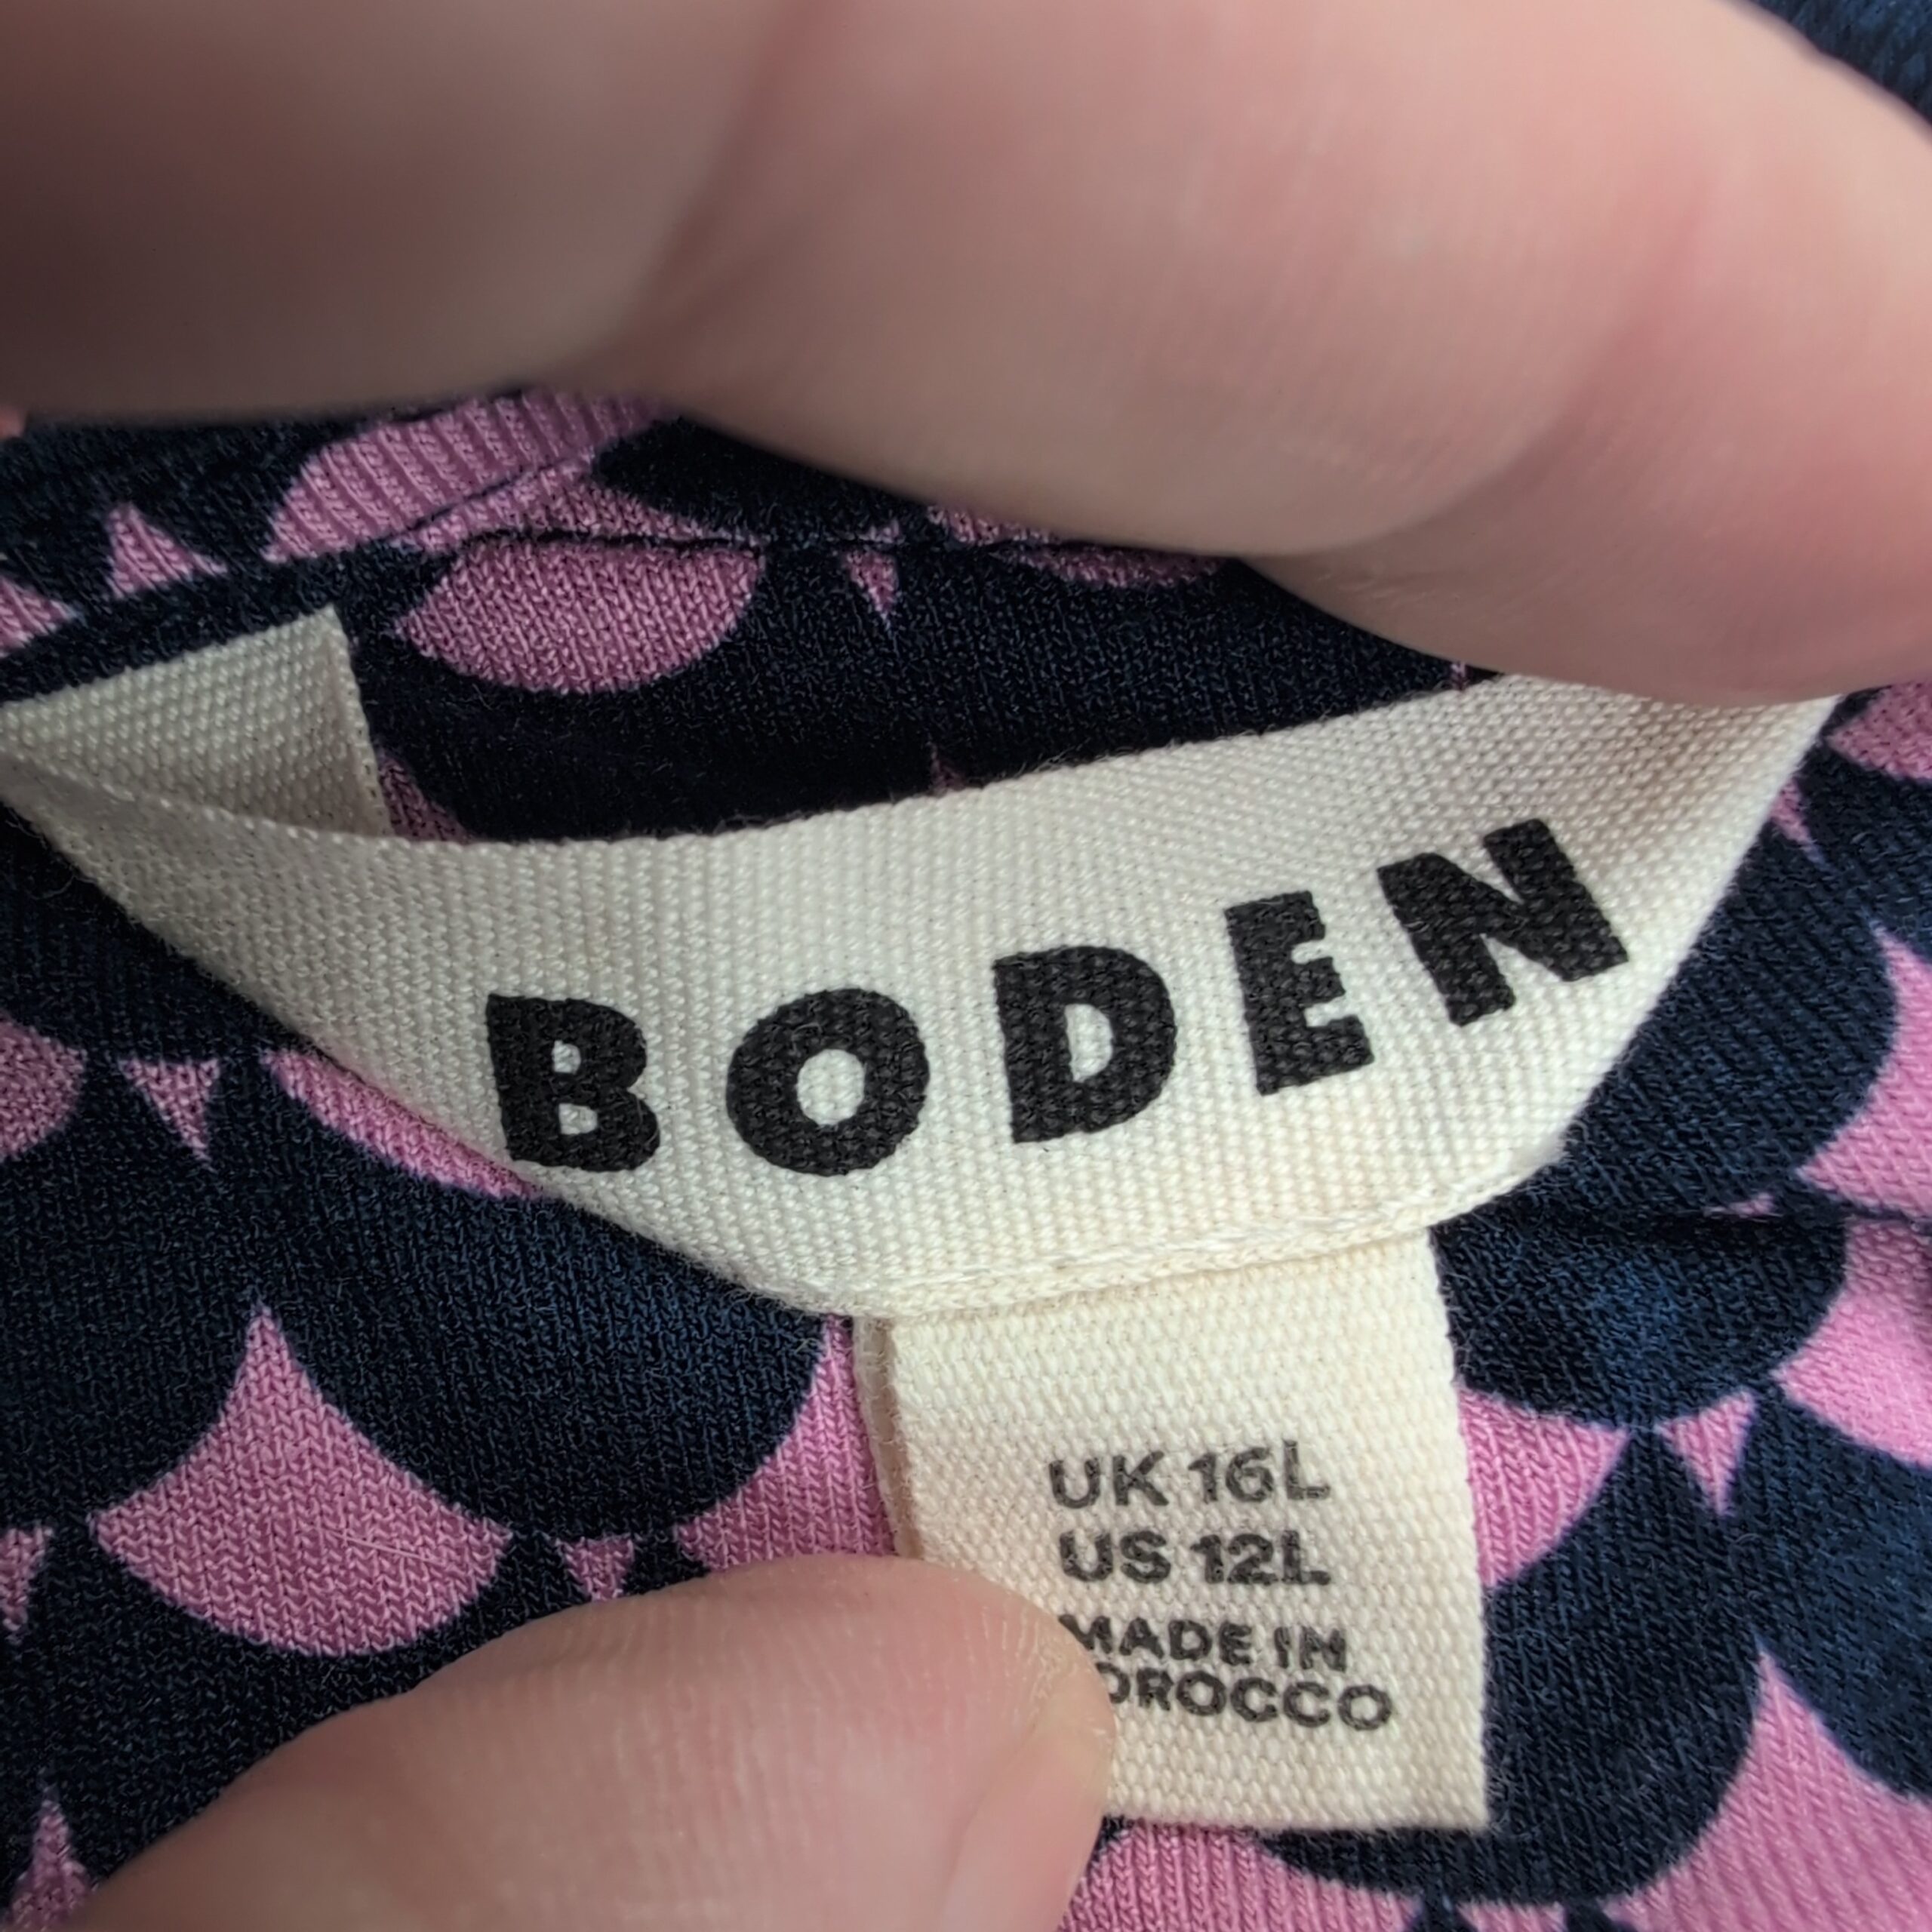 BODEN
UK 16L
US 12L
MADE IN
OROCCO